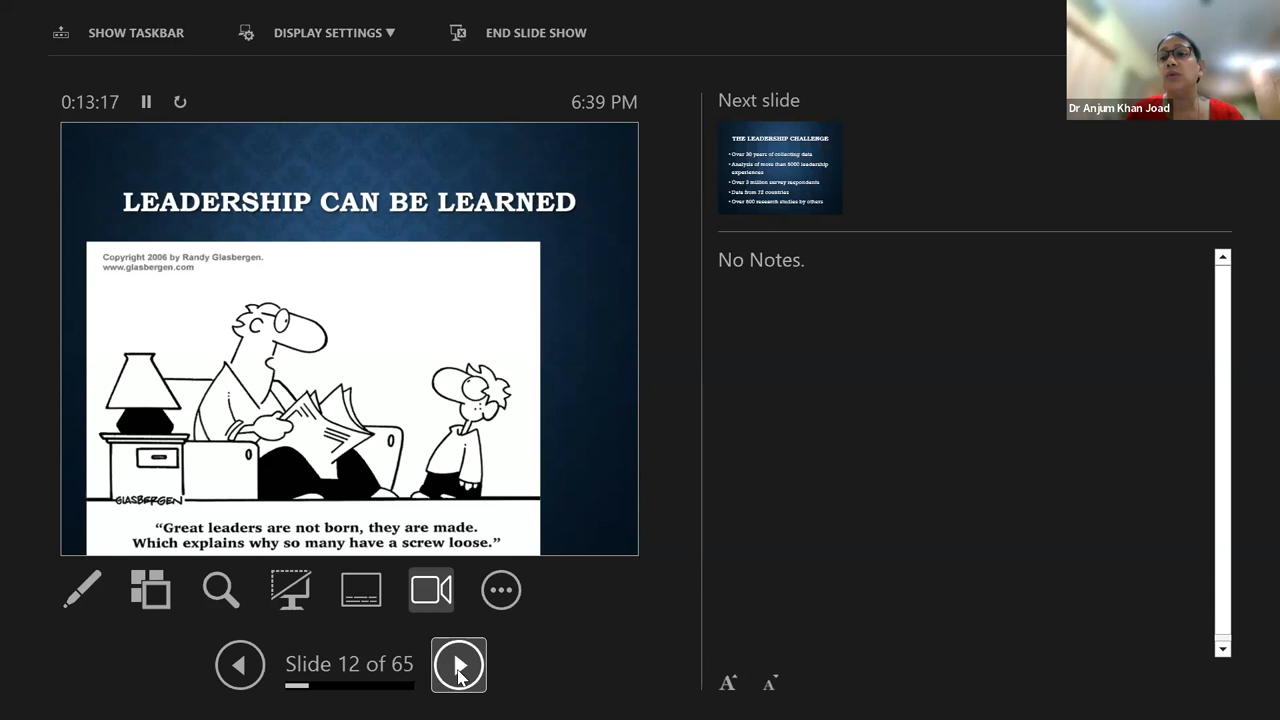 SHOW TASKBAR
DISPLAY SETTINGS ▼
END SLIDE SHOW
Dr Anjum Khan Joad
0:13:17
6:39 PM
LEADERSHIP CAN BE LEARNED
Copyright 2006 by Randy Glasbergen.
www.glasbergen.com
GLASBERGEN
“Great leaders are not born, they are made.
Which explains why so many have a screw loose.”
Slide 12 of 65
Next slide
THE LEADERSHIP CHALLENGE
• Over 30 years of collecting data
• Analysis of more than 5000 leadership
experiences
• Over 3 million survey respondents
• Data from 72 countries
• Over 800 research studies by others
No Notes.
A A